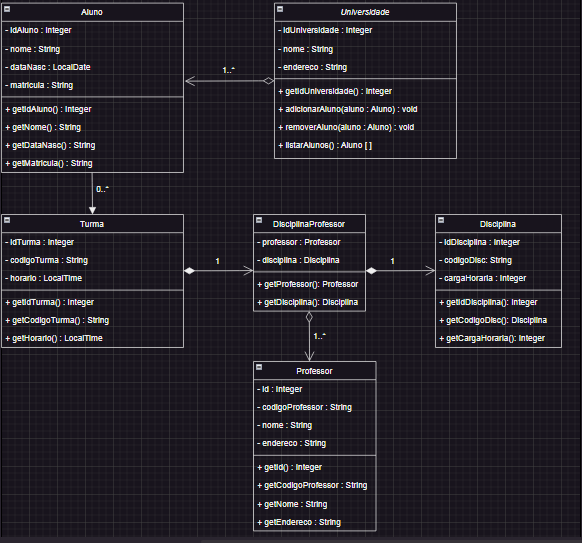 Aluno
- idAluno : Integer
- nome : String
- dataNasc : LocalDate
- matricula : String
+ getIdAluno() : Integer
+ getNome() : String
+ getDataNasc() : String
+ getMatricula() : String
Universidade
- idUniversidade : Integer
- nome : String
- endereco : String
+ getIdUniversidade() : Integer
+ adicionarAluno(aluno : Aluno) : void
+ removerAluno(aluno : Aluno) : void
+ listarAlunos() : Aluno [ ]
1..*
0..*
Turma
- idTurma : Integer
- codigoTurma : String
- horario : LocalTime
+ getIdTurma() : Integer
+ getCodigoTurma() : String
+ getHorario() : LocalTime
1
DisciplinaProfessor
- professor : Professor
- disciplina : Disciplina
+ getProfessor(): Professor
+ getDisciplina(): Disciplina
1
Disciplina
- idDisciplina : Integer
- codigoDisc: String
- cargaHoraria : Integer
+ getIdDisciplina(): Integer
+ getCodigoDisc(): Disciplina
+ getCargaHoraria(): Integer
1..*
Professor
- id : Integer
- codigoProfessor : String
- nome : String
- endereco : String
+ getId() : Integer
+ getCodigoProfessor : String
+ getNome : String
+ getEndereco : String